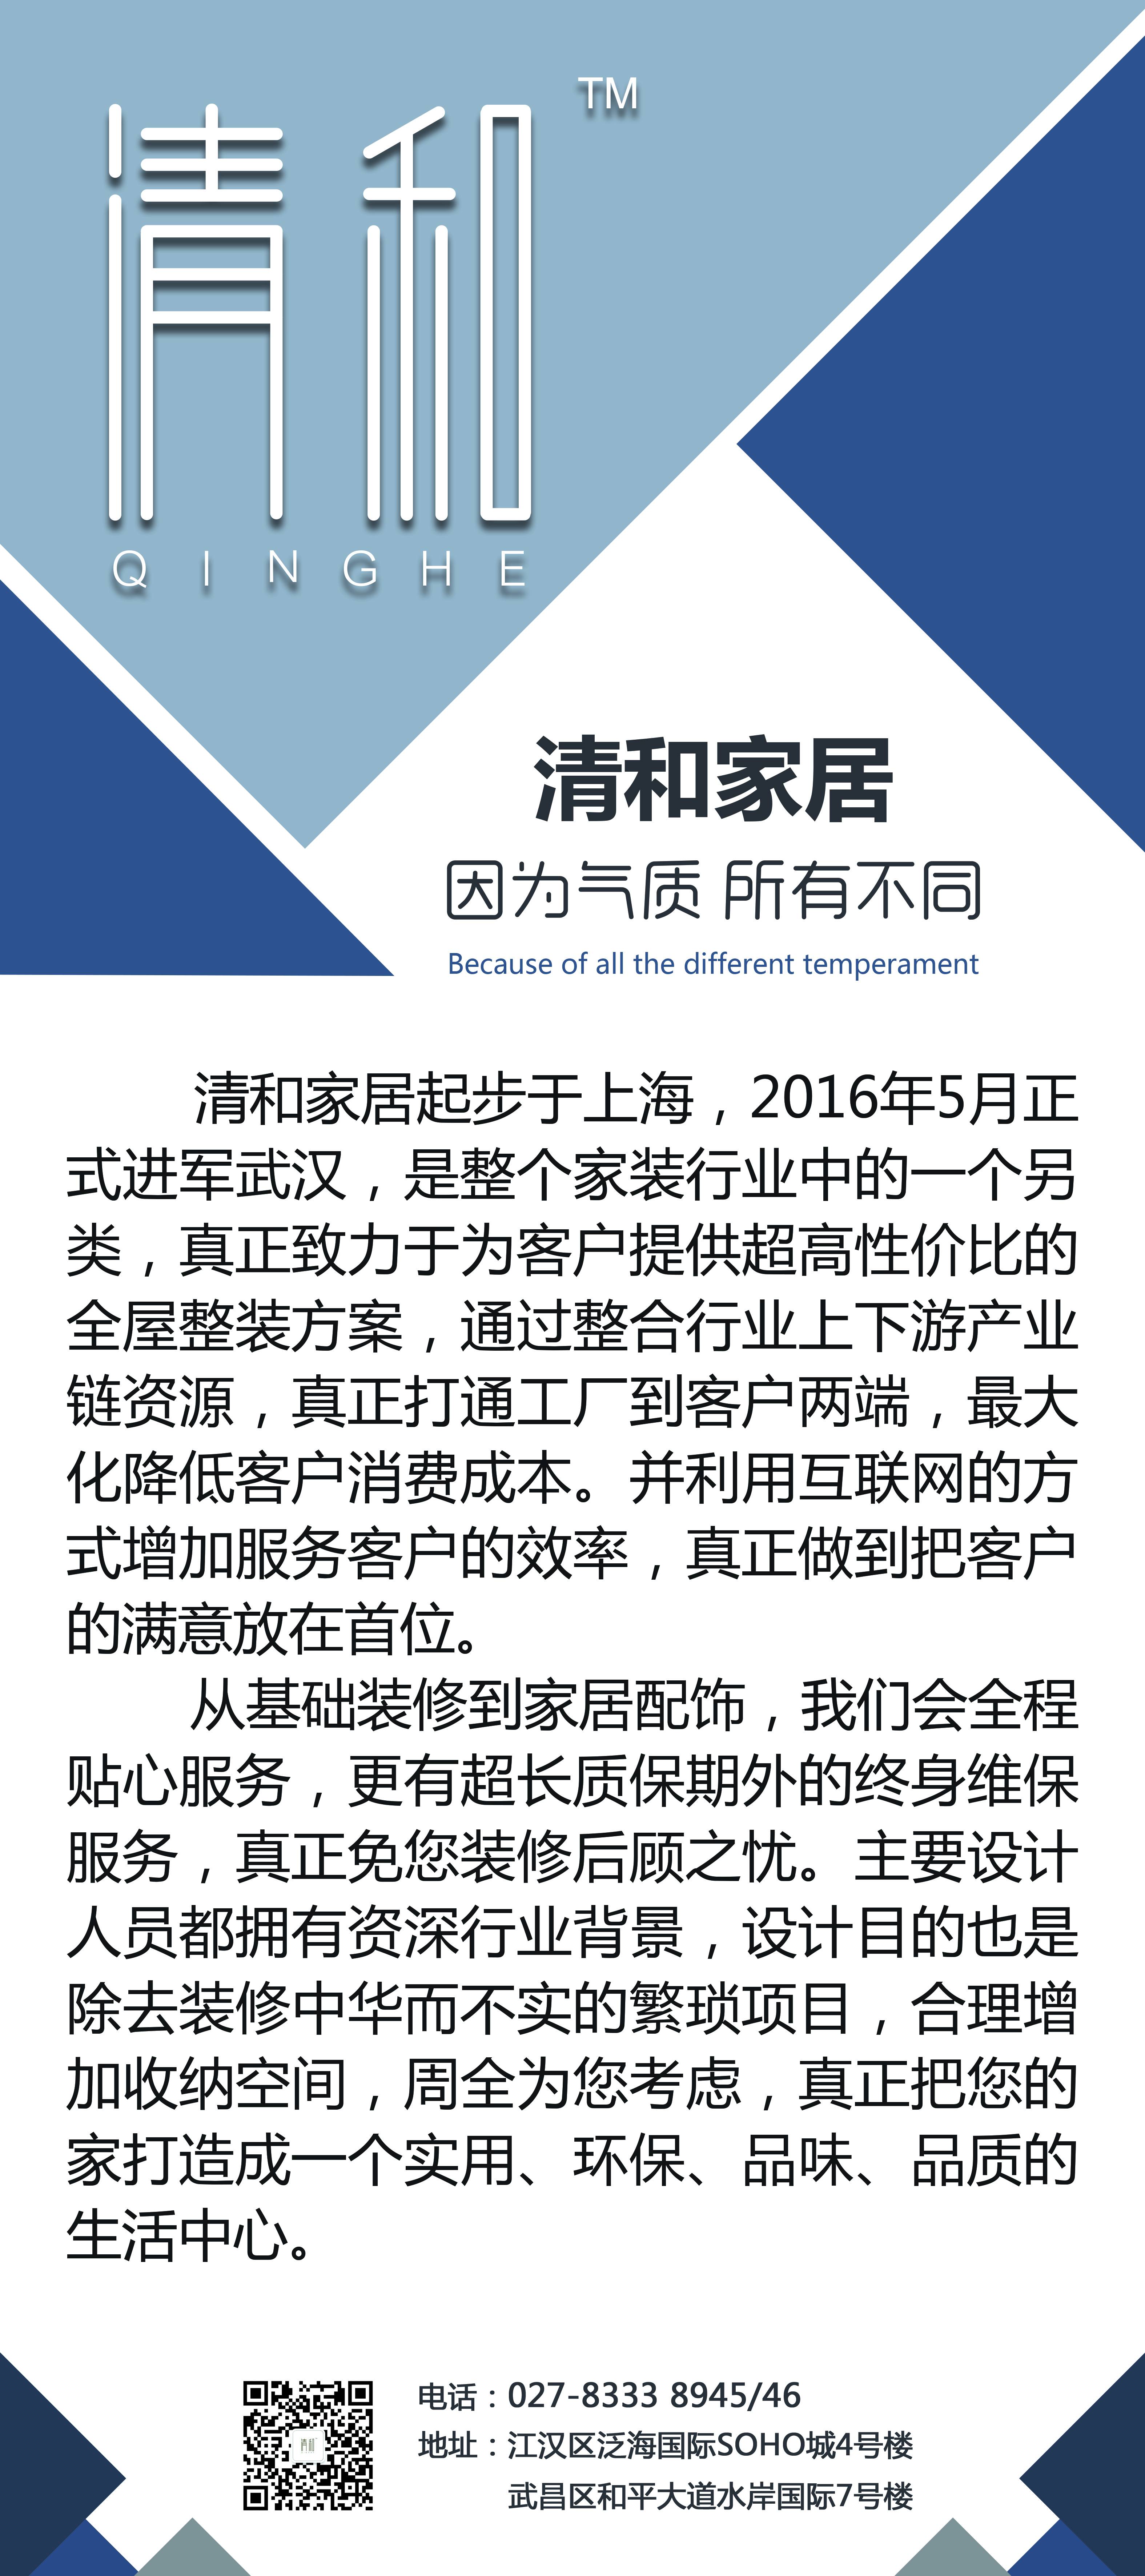 清和 TM
QINGHE
清和家居
因为气质 所有不同
Because of all the different temperament
清和家居起步于上海，2016年5月正
式进军武汉，是整个家装行业中的一个另
类，真正致力于为客户提供超高性价比的
全屋整装方案，通过整合行业上下游产业
链资源，真正打通工厂到客户两端，最大
化降低客户消费成本。并利用互联网的方
式增加服务客户的效率，真正做到把客户
的满意放在首位。
从基础装修到家居配饰，我们会全程
贴心服务，更有超长质保期外的终身维保
服务，真正免您装修后顾之忧。主要设计
人员都拥有资深行业背景，设计目的也是
除去装修中华而不实的繁琐项目，合理增
加收纳空间，周全为您考虑，真正把您的
家打造成一个实用、环保、品味、品质的
生活中心。
清和
电话：027-8333 8945/46
地址：江汉区泛海国际SOHO城4号楼
武昌区和平大道水岸国际7号楼